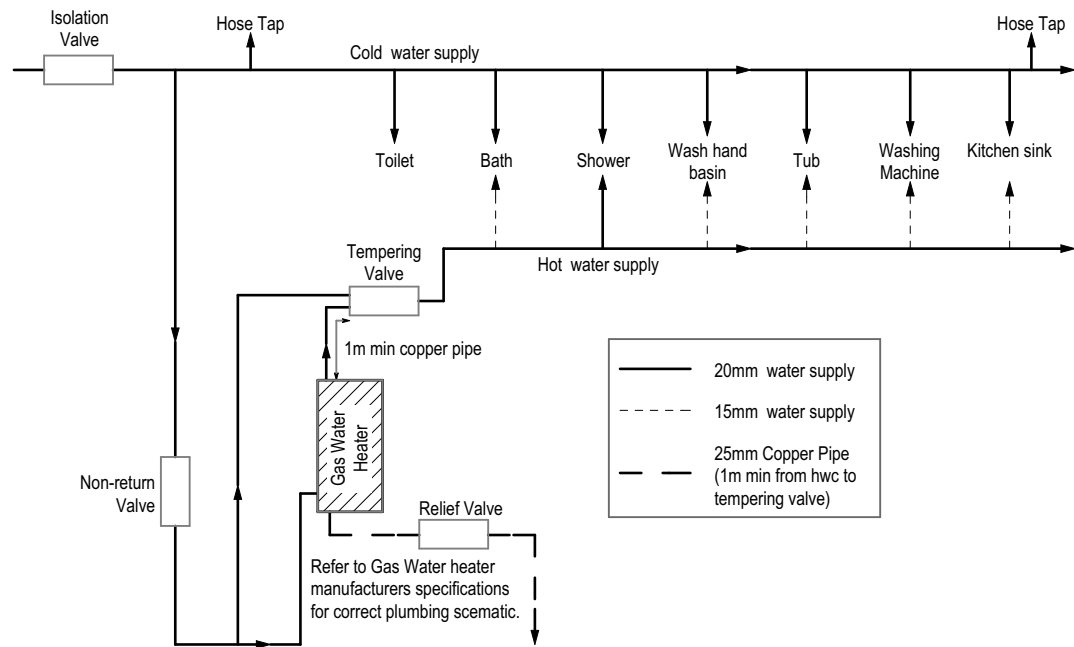 Isolation
Valve
Hose Tap
Hose Tap
Cold water supply
Toilet
Bath
Shower
Wash hand
basin
Tub
Washing
Machine
Kitchen sink
Tempering
Valve
Hot water supply
1m min copper pipe
Gas Water
Heater
Non-return
Valve
Relief Valve
Refer to Gas Water heater
manufacturers specifications
for correct plumbing scematic.
20mm water supply
15mm water supply
25mm Copper Pipe
(1m min from hwc to
tempering valve)